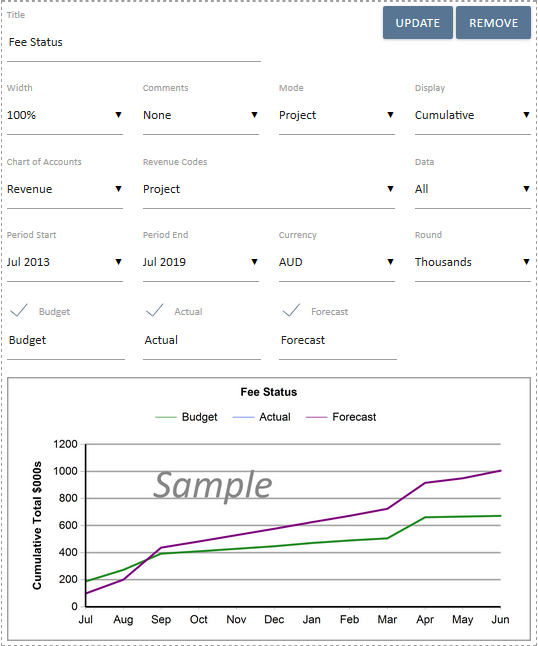 Title
UPDATE REMOVE
Fee Status
Width Comments Mode Display
100% None Project Cumulative
Chart of Accounts Revenue Codes Data
Revenue Project All
Period Start Period End Currency Round
Jul 2013 Jul 2019 AUD Thousands
Budget Actual Forecast
Budget Actual Forecast
Fee Status
Budget Actual Forecast
Cumulative Total $000s
1200
1000
800
600
400
200
0
Sample
Jul Aug Sep Oct Nov Dec Jan Feb Mar Apr May Jun